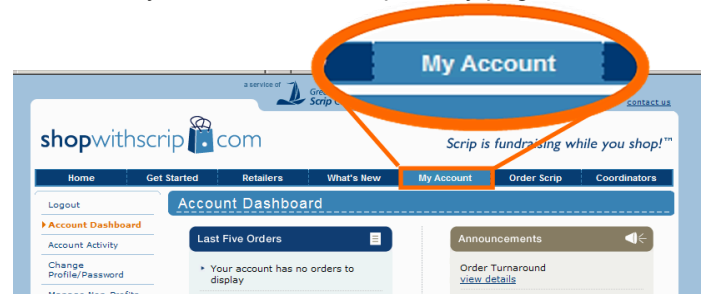 My Account
a service of
Scrip
contact us
shopwithscrip.com
Scrip is fundraising while you shop!™
Home Get Started Retailers What's New My Account Order Scrip Coordinators
Logout
Account Dashboard
Account Dashboard
Account Activity
Change
Profile/Password
Last Five Orders
Your account has no orders to
display
Announcements
Order Turnaround
view details